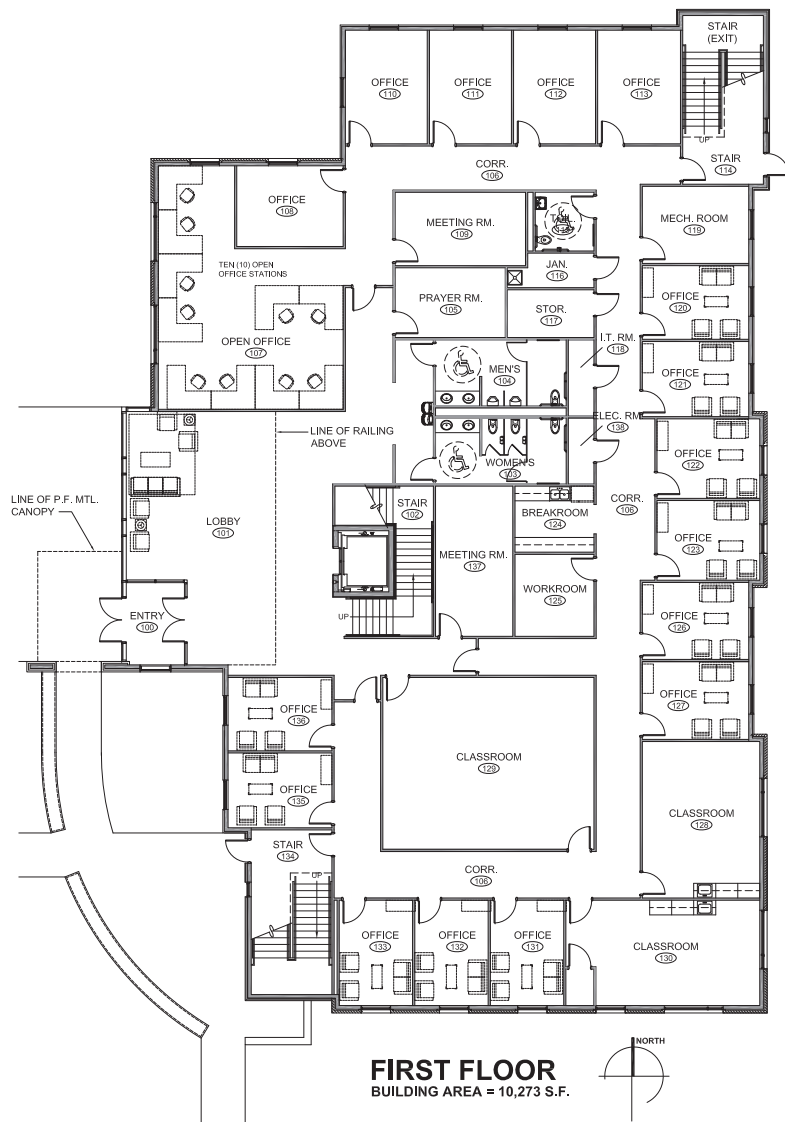 STAIR
(EXIT)
OFFICE
110
OFFICE
111
OFFICE
112
OFFICE
113
UP
STAIR
114
CORR.
106
OFFICE
108
MEETING RM.
109
MECH. ROOM
119
JAN.
116
TEN (10) OPEN
OFFICE STATIONS
PRAYER RM.
105
STOR.
117
OFFICE
120
OPEN OFFICE
107
I.T. RM.
118
OFFICE
121
MEN'S
104
LINE OF RAILING
ABOVE
ELEC. RM.
138
OFFICE
122
WOMEN'S
103
LINE OF P.F. MTL.
CANOPY
LOBBY
101
STAIR
102
BREAKROOM
124
CORR.
106
OFFICE
123
MEETING RM.
137
WORKROOM
125
UP
ENTRY
100
OFFICE
126
OFFICE
127
OFFICE
136
CLASSROOM
129
OFFICE
135
CLASSROOM
128
STAIR
134
UP
CORR.
106
OFFICE
133
OFFICE
132
OFFICE
131
CLASSROOM
130
FIRST FLOOR
BUILDING AREA = 10,273 S.F.
NORTH